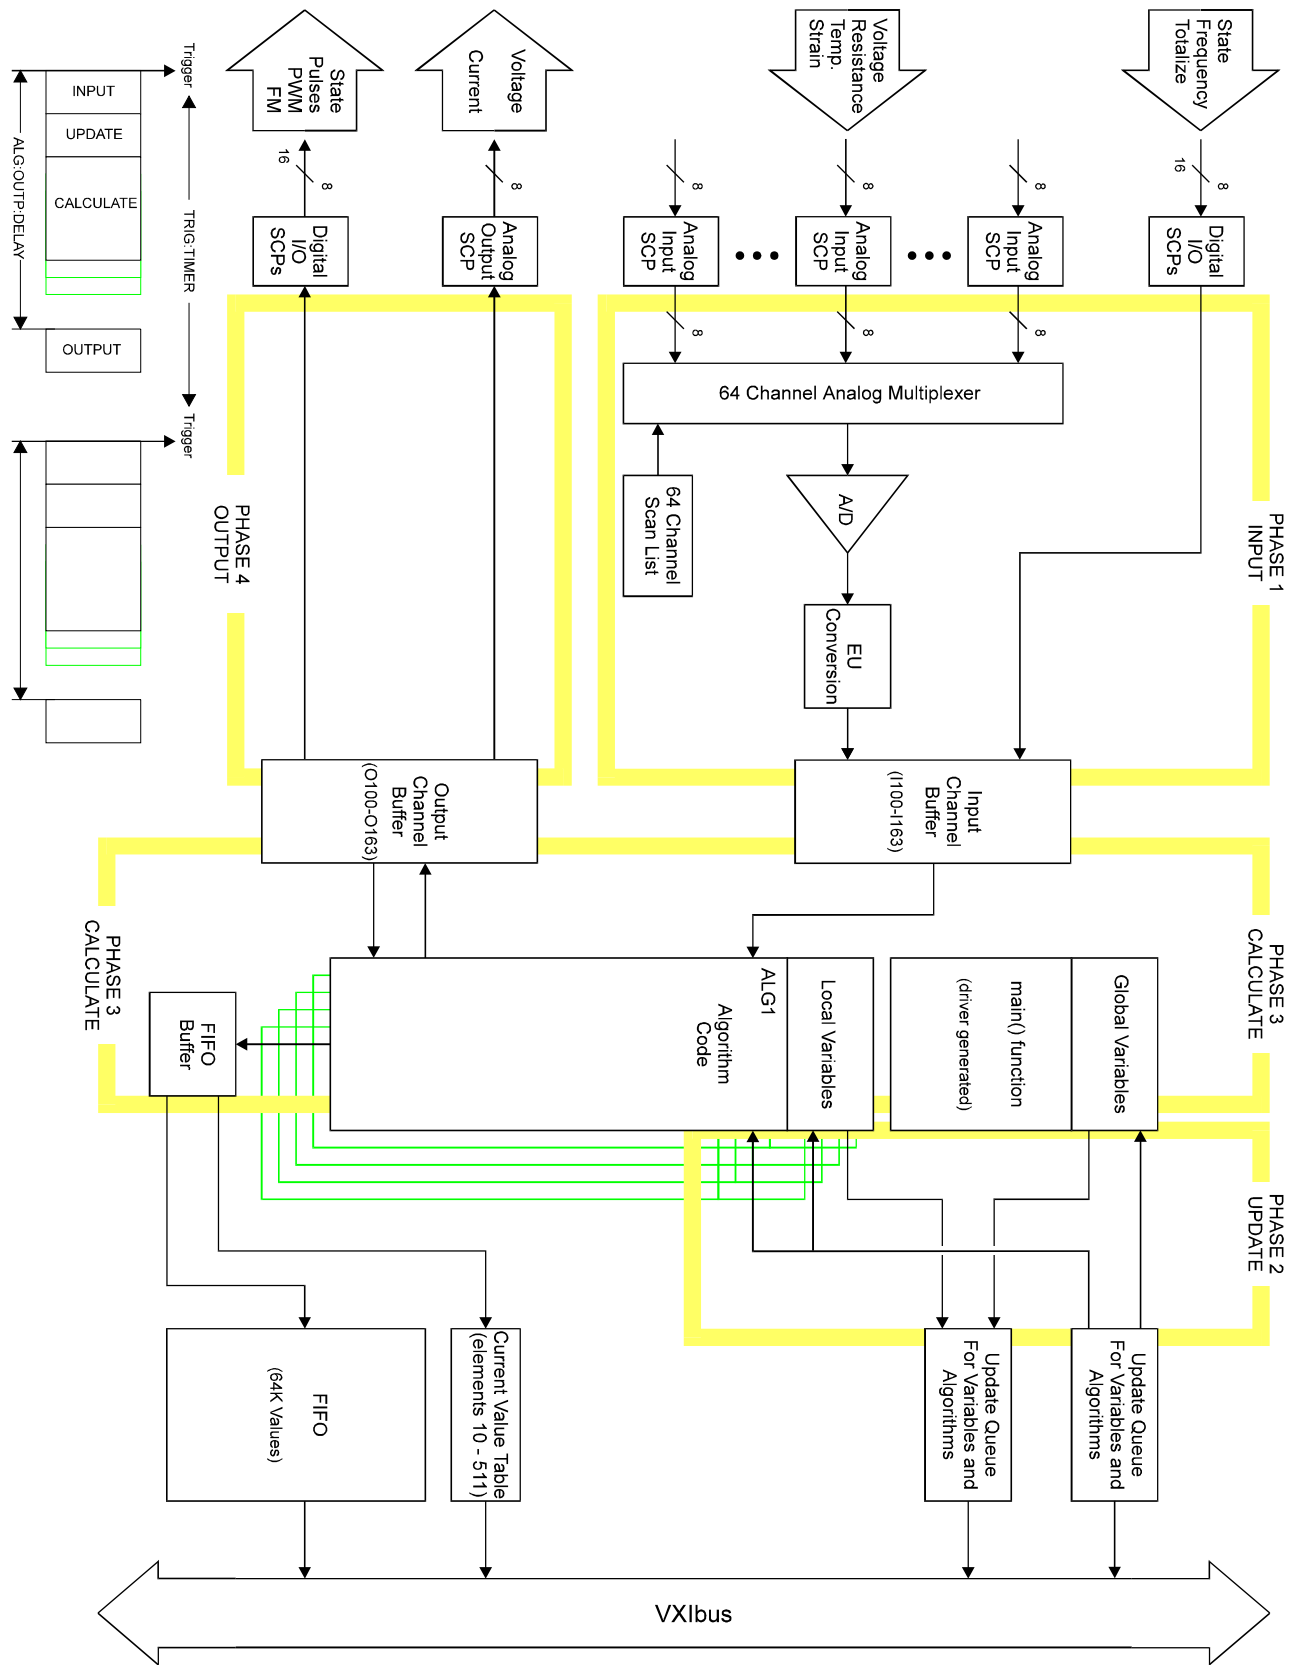 Trigger
INPUT
UPDATE
CALCULATE
OUTPUT
ALG:OUTP:DELAY
TRIG:TIMER
Trigger
State
Pulses
PWM
FM
Voltage
Current
Voltage
Resistance
Temp.
Strain
State
Frequency
Totalize
16
8
8
8
8
8
16
8
Digital
I/O
SCPs
Analog
Output
SCP
Analog
Input
SCP
Analog
Input
SCP
Analog
Input
SCP
Digital
I/O
SCPs
8
8
8
64 Channel Analog Multiplexer
64 Channel
Scan List
A/D
EU
Conversion
PHASE 4
OUTPUT
PHASE 1
INPUT
Output
Channel
Buffer
(O100-O163)
Input
Channel
Buffer
(I100-I163)
PHASE 3
CALCULATE
PHASE 3
CALCULATE
FIFO
Buffer
ALG1
Algorithm
Code
Local Variables
main() function
(driver generated)
Global Variables
PHASE 2
UPDATE
FIFO
(64K Values)
Current Value Table
(elements 10 - 511)
Update Queue
For Variables and
Algorithms
Update Queue
For Variables and
Algorithms
VXIbus